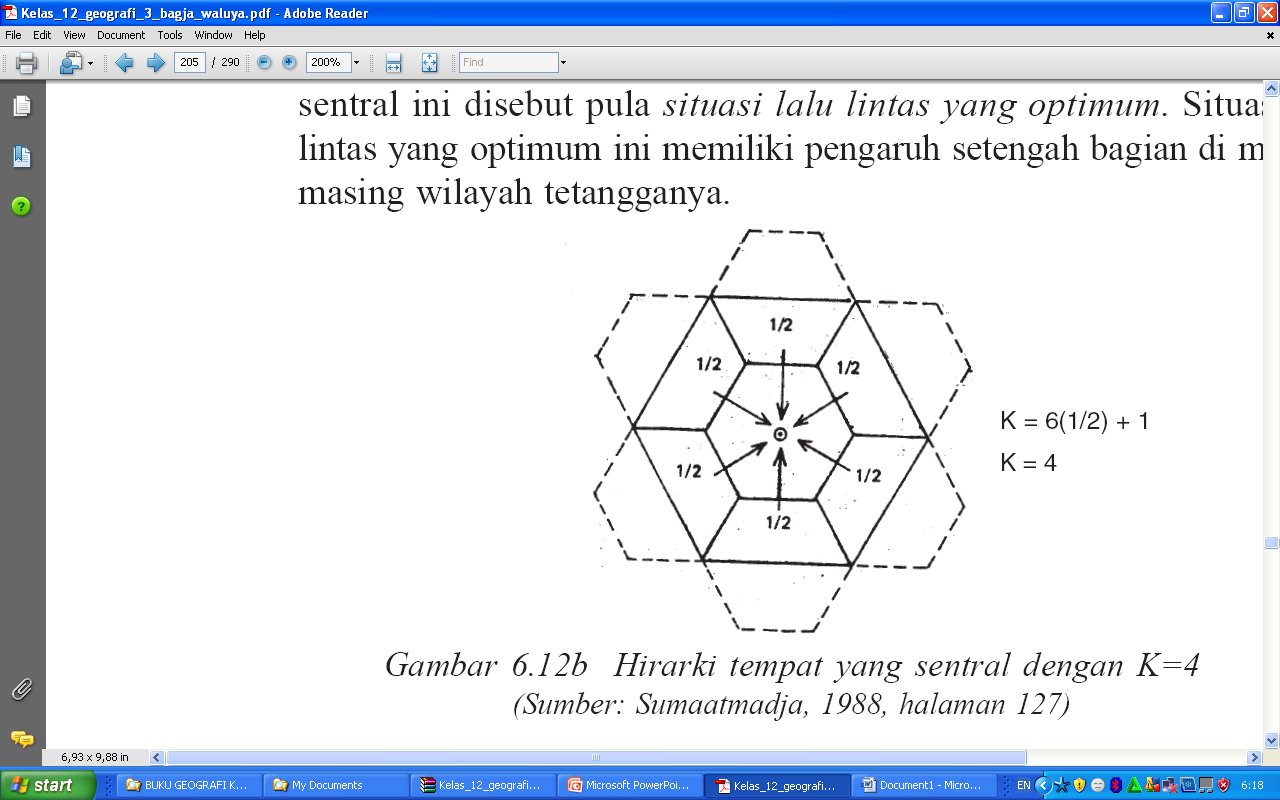 Kelas_12_geografi_3_bagja_waluya.pdf - Adobe Reader
File Edit View Document Tools Window Help
205 / 290 200% Find
sentral ini disebut pula situasi lalu lintas yang optimum.
lintas yang optimum ini memiliki pengaruh setengah bagian di
masing wilayah tetangganya.
1/2
1/2 1/2
K = 6(1/2) + 1
K = 4
1/2 1/2
1/2
Gambar 6.12b Hirarki tempat yang sentral dengan K=4
(Sumber: Sumaatmadja, 1988, halaman 127)
6,93 x 9,88 in
start BUKU GEOGRAFI K... My Documents Kelas_12_geografi... Microsoft PowerPoi... Kelas_12_geografi... Document1 - Micro... EN 6:18